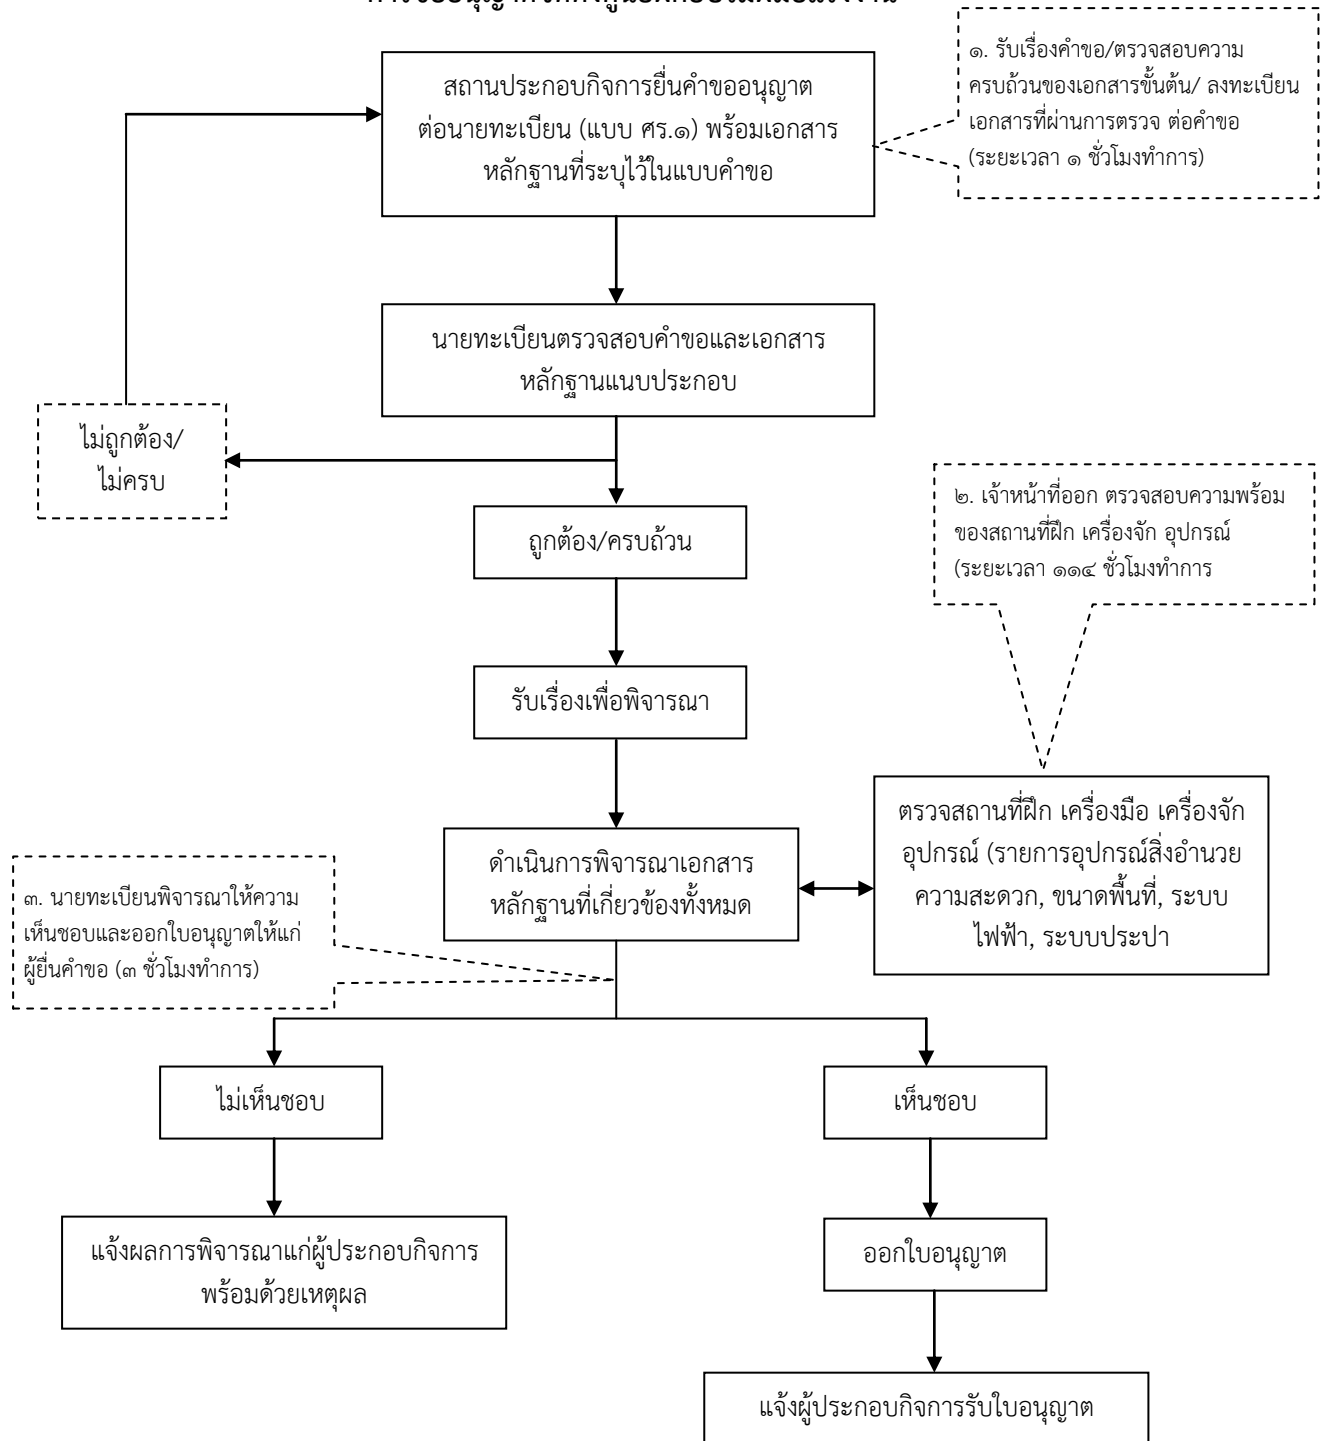 ๑. รับเรื่องคำขอ/ตรวจสอบความ
ครบถ้วนของเอกสารขั้นต้น/ ลงทะเบียน
เอกสารที่ผ่านการตรวจ ต่อคำขอ
(ระยะเวลา ๑ ชั่วโมงทำการ)
สถานประกอบกิจการยื่นคำขออนุญาต
ต่อนายทะเบียน (แบบ ศร.๑) พร้อมเอกสาร
หลักฐานที่ระบุไว้ในแบบคำขอ
นายทะเบียนตรวจสอบคำขอและเอกสาร
หลักฐานแนบประกอบ
ไม่ถูกต้อง/
ไม่ครบ
ถูกต้อง/ครบถ้วน
๒. เจ้าหน้าที่ออก ตรวจสอบความพร้อม
ของสถานที่ฝึก เครื่องจัก อุปกรณ์
(ระยะเวลา ๑๑๔ ชั่วโมงทำการ
รับเรื่องเพื่อพิจารณา
ตรวจสถานที่ฝึก เครื่องมือ เครื่องจัก
อุปกรณ์ (รายการอุปกรณ์สิ่งอำนวย
ความสะดวก, ขนาดพื้นที่, ระบบ
ไฟฟ้า, ระบบประปา
ดำเนินการพิจารณาเอกสาร
หลักฐานที่เกี่ยวข้องทั้งหมด
๓. นายทะเบียนพิจารณาให้ความ
เห็นชอบและออกใบอนุญาตให้แก่
ผู้ยื่นคำขอ (๓ ชั่วโมงทำการ)
ไม่เห็นชอบ
เห็นชอบ
แจ้งผลการพิจารณาแก่ผู้ประกอบกิจการ
พร้อมด้วยเหตุผล
ออกใบอนุญาต
แจ้งผู้ประกอบกิจการรับใบอนุญาต